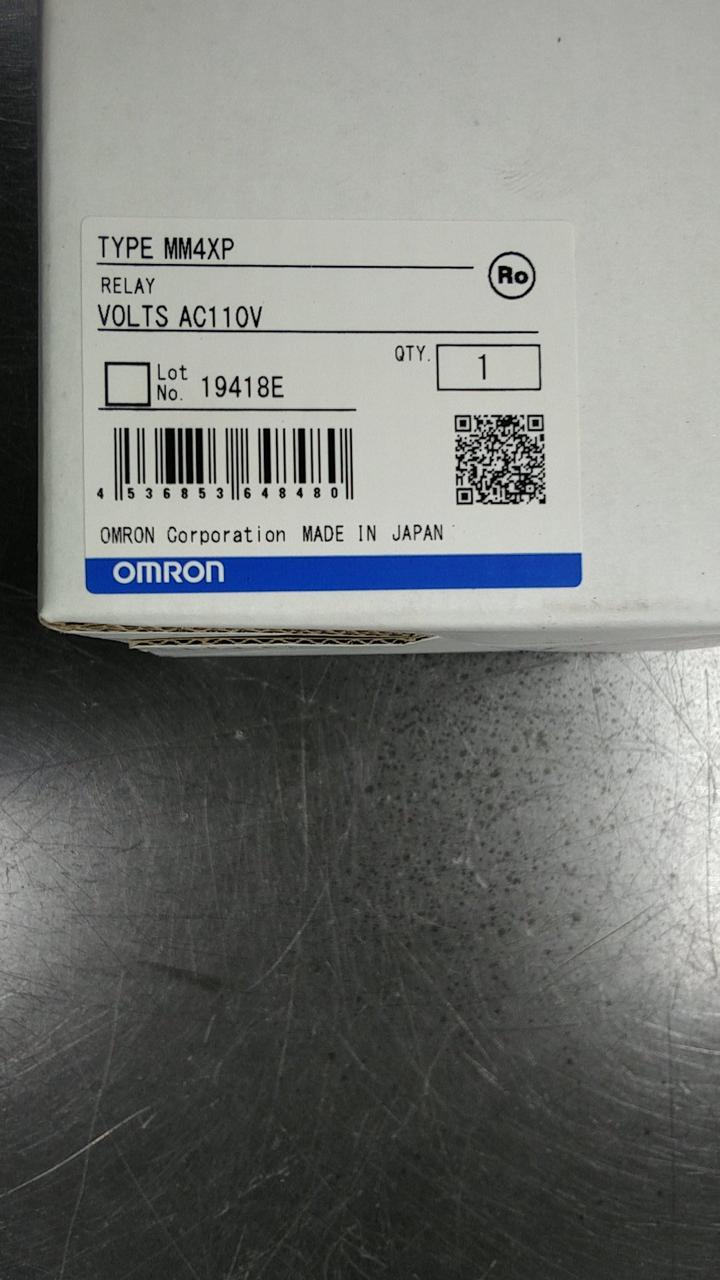 TYPE MM4XP
Ro
RELAY
VOLTS AC110V
QTY. 1
Lot No. 19418E
4 536853 648480
OMRON Corporation MADE IN JAPAN
OMRON